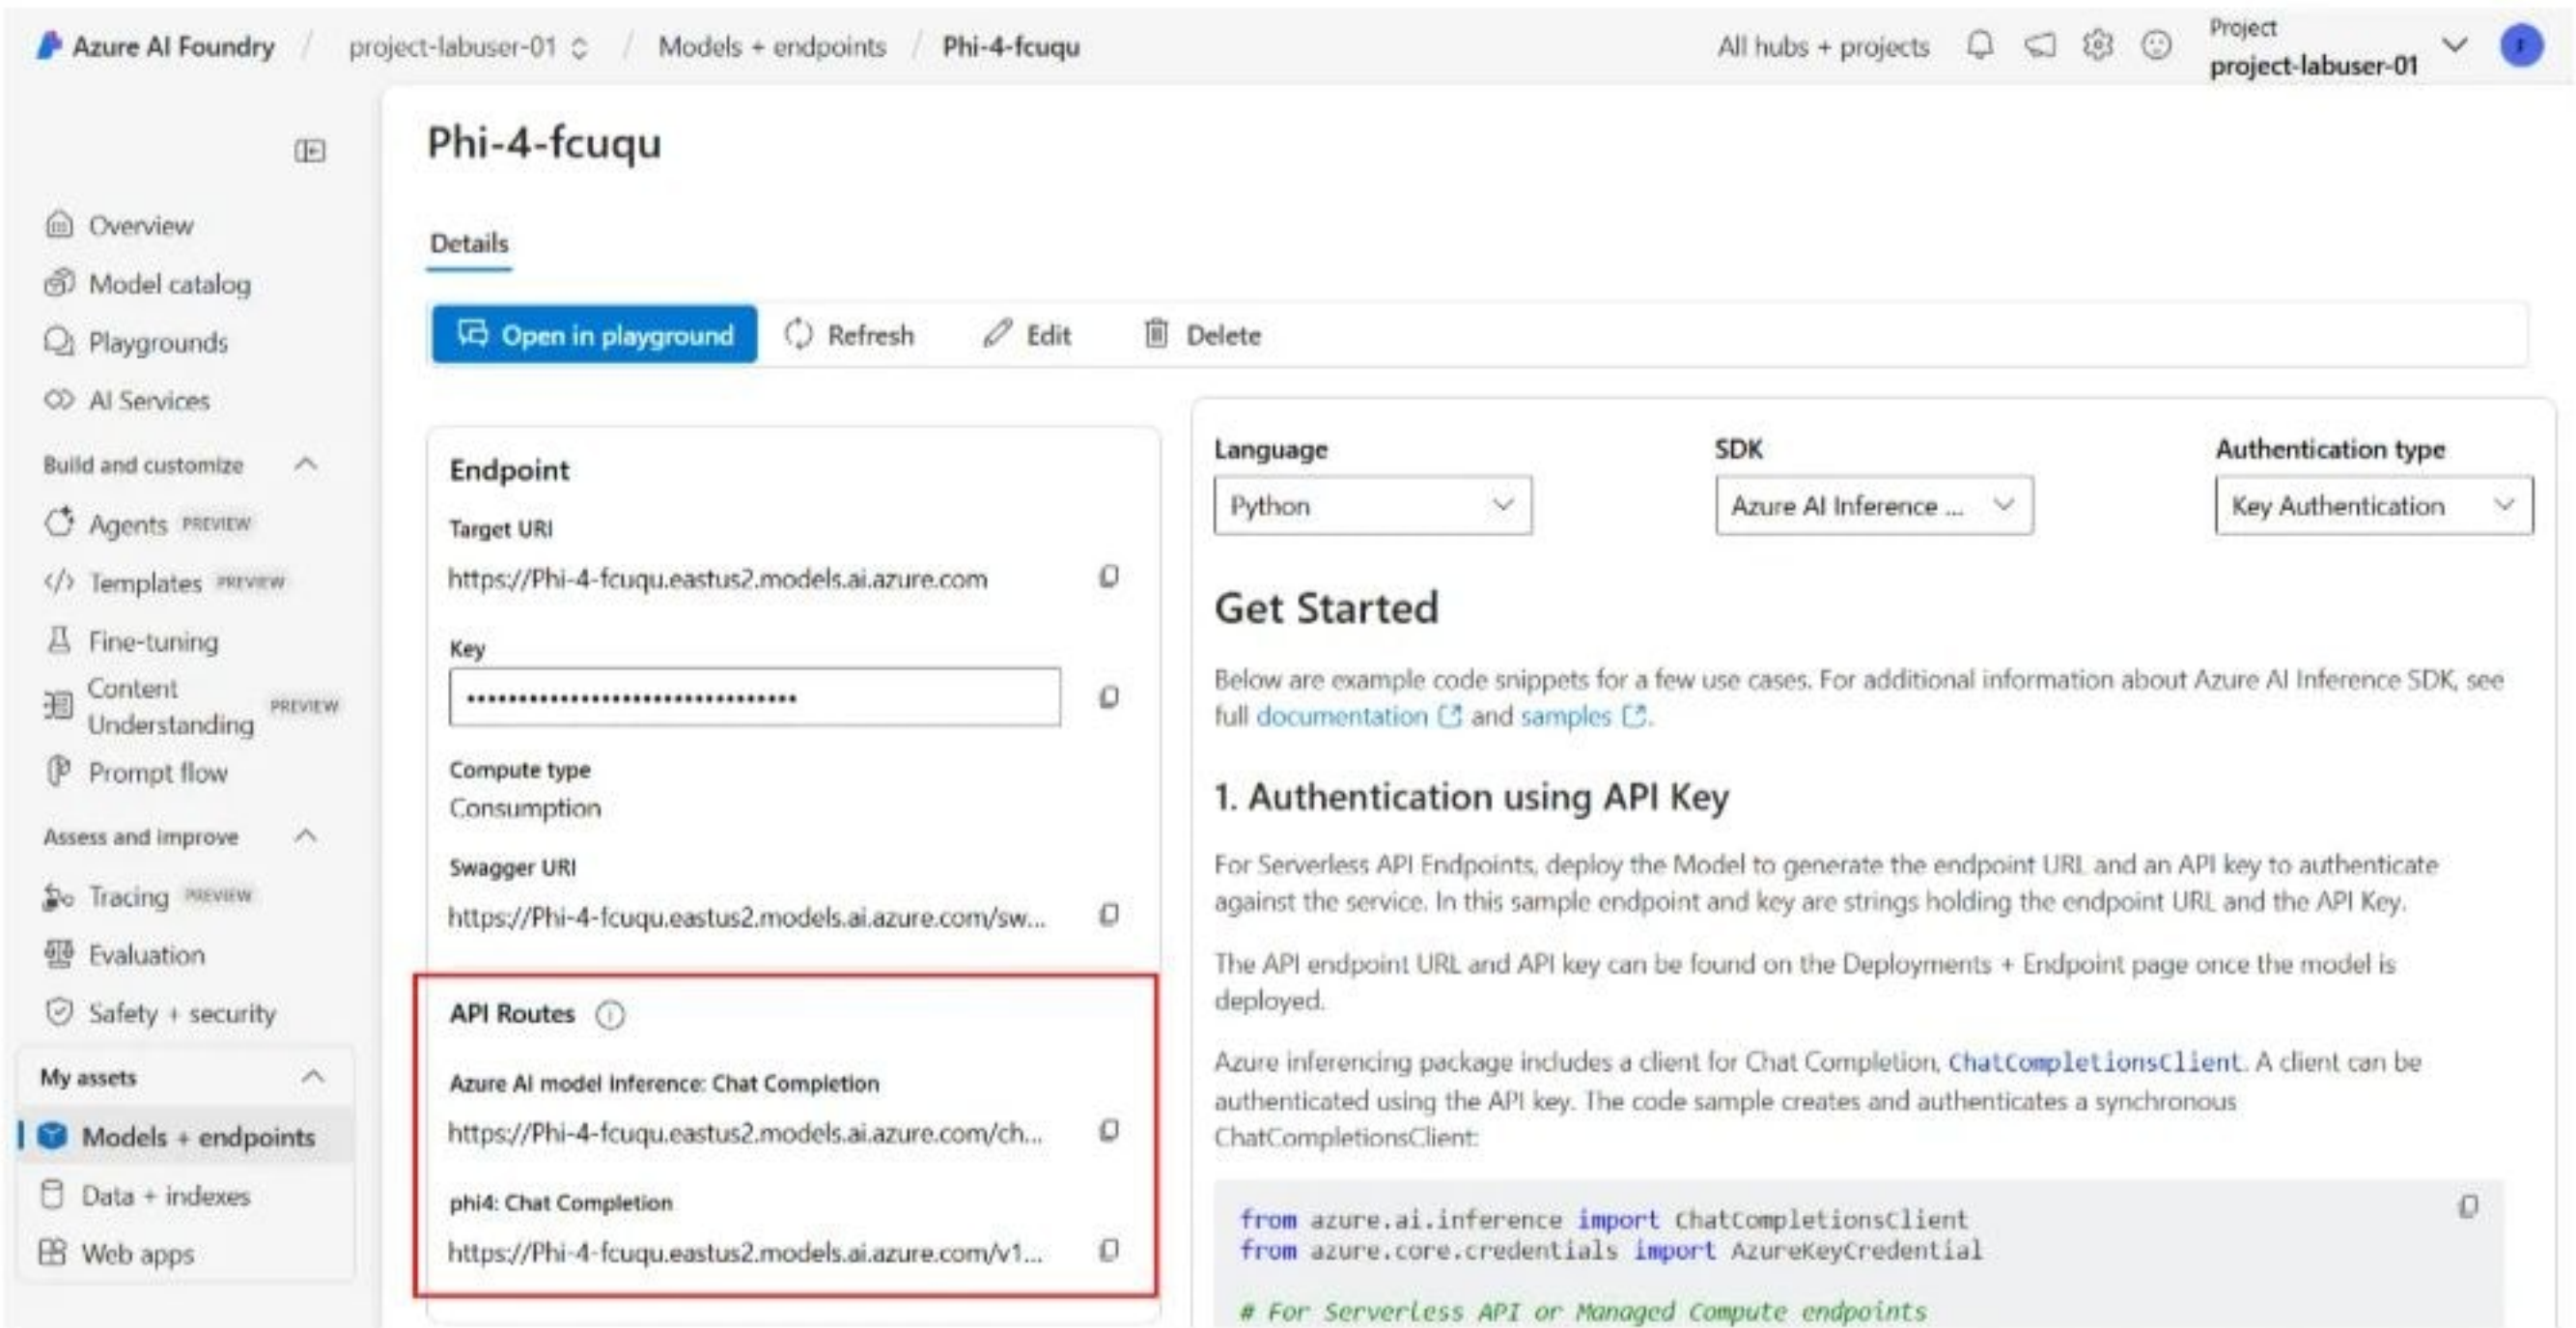 Azure AI Foundry / project-labuser-01 / Models + endpoints / Phi-4-fcuqu
All hubs + projects
Project
project-labuser-01
Overview
Model catalog
Playgrounds
AI Services
Build and customize
Agents PREVIEW
Templates PREVIEW
Fine-tuning
Content
Understanding PREVIEW
Prompt flow
Assess and improve
Tracing PREVIEW
Evaluation
Safety + security
My assets
Models + endpoints
Data + indexes
Web apps
Phi-4-fcuqu
Details
Open in playground
Refresh
Edit
Delete
Endpoint
Target URI
https://Phi-4-fcuqu.eastus2.models.ai.azure.com
Key
••••••••••••••••••••••••••••••••
Compute type
Consumption
Swagger URI
https://Phi-4-fcuqu.eastus2.models.ai.azure.com/sw...
API Routes
Azure AI model inference: Chat Completion
https://Phi-4-fcuqu.eastus2.models.ai.azure.com/ch...
phi4: Chat Completion
https://Phi-4-fcuqu.eastus2.models.ai.azure.com/v1...
Language
Python
SDK
Azure AI Inference ...
Authentication type
Key Authentication
Get Started
Below are example code snippets for a few use cases. For additional information about Azure AI Inference SDK, see
full documentation and samples.
1. Authentication using API Key
For Serverless API Endpoints, deploy the Model to generate the endpoint URL and an API key to authenticate
against the service. In this sample endpoint and key are strings holding the endpoint URL and the API Key.
The API endpoint URL and API key can be found on the Deployments + Endpoint page once the model is
deployed.
Azure inferencing package includes a client for Chat Completion, ChatCompletionsClient. A client can be
authenticated using the API key. The code sample creates and authenticates a synchronous
ChatCompletionsClient:
from azure.ai.inference import ChatCompletionsClient
from azure.core.credentials import AzureKeyCredential
# For Serverless API or Managed Compute endpoints